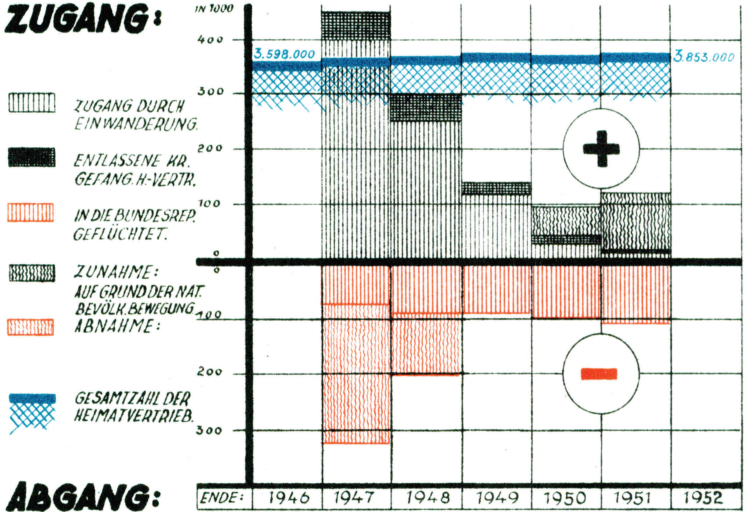 ZUGANG:
IN 1000
400
3.598.000
3.853.000
300
ZUGANG DURCH
EINWANDERUNG.
200
ENTLASSENE KR.
GEFANG. H-VERTR.
100
IN DIE BUNDESREP.
GEFLÜCHTET.
0
0
ZUNAHME:
AUF GRUND DER NAT.
BEVÖLK. BEWEGUNG
100
ABNAHME:
200
GESAMTZAHL DER
HEIMATVERTRIEB.
300
ABGANG:
ENDE: 1946 1947 1948 1949 1950 1951 1952